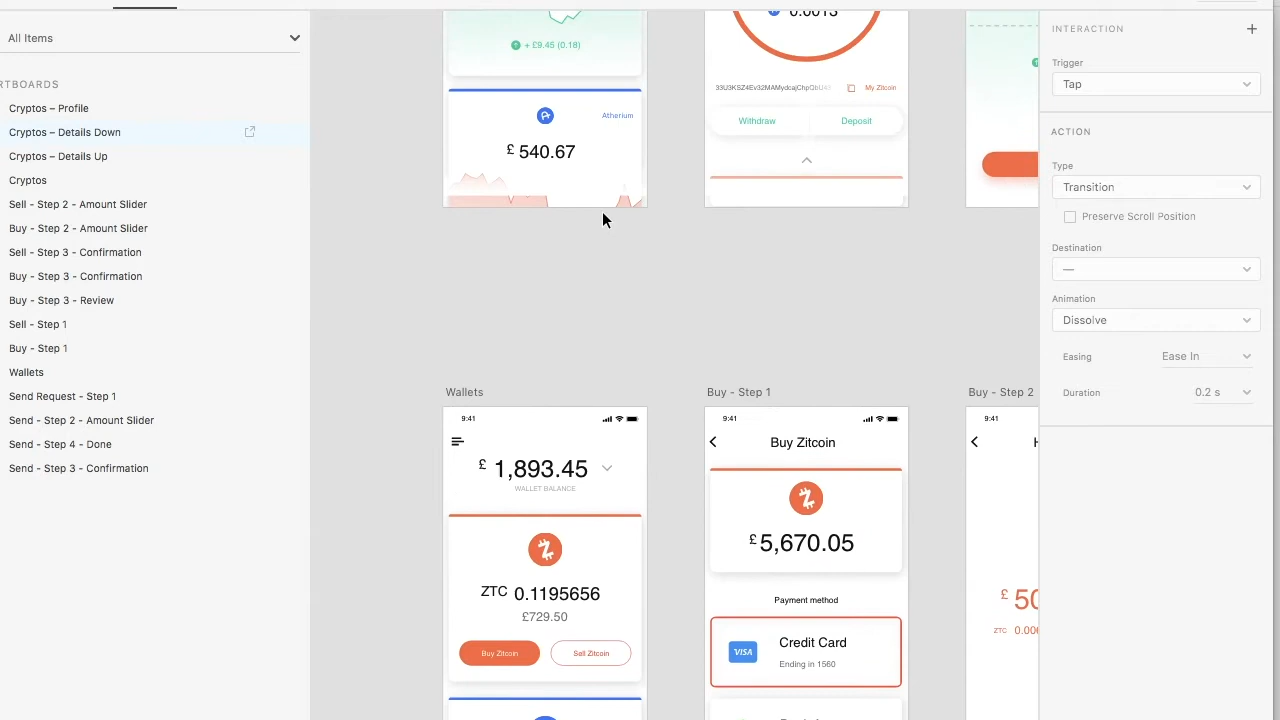 All Items
RTBOARDS
Cryptos – Profile
Cryptos – Details Down
Cryptos – Details Up
Cryptos
Sell - Step 2 - Amount Slider
Buy - Step 2 - Amount Slider
Sell - Step 3 - Confirmation
Buy - Step 3 - Confirmation
Buy - Step 3 - Review
Sell - Step 1
Buy - Step 1
Wallets
Send Request - Step 1
Send - Step 2 - Amount Slider
Send - Step 4 - Done
Send - Step 3 - Confirmation
+ £9.45 (0.18)
Atherium
£ 540.67
0.0013
My Zitcoin
Withdraw
Deposit
Wallets
9:41
£ 1,893.45
WALLET BALANCE
ZTC 0.1195656
£729.50
Buy Zitcoin
Sell Zitcoin
Buy - Step 1
9:41
Buy Zitcoin
£ 5,670.05
Payment method
VISA
Credit Card
Ending in 1560
Buy - Step 2
9:41
£ 50
ZTC 0.00
INTERACTION
Trigger
Tap
ACTION
Type
Transition
Preserve Scroll Position
Destination
—
Animation
Dissolve
Easing
Ease In
Duration
0.2 s